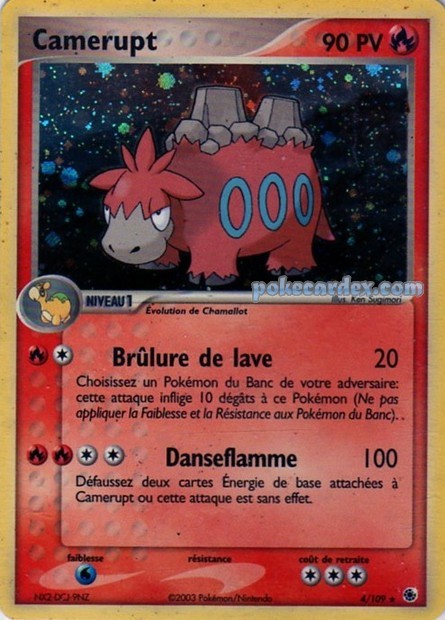 Camerupt 90 PV
pokecardex.com
Illus. Ken Sugimori
NIVEAU 1
Évolution de Chamallot
Brûlure de lave 20
Choisissez un Pokémon du Banc de votre adversaire:
cette attaque inflige 10 dégâts à ce Pokémon (Ne pas
appliquer la Faiblesse et la Résistance aux Pokémon du Banc).
Danseflamme 100
Défaussez deux cartes Énergie de base attachées à
Camerupt ou cette attaque est sans effet.
faiblesse résistance coût de retraite
©2003 Pokémon/Nintendo 4/109